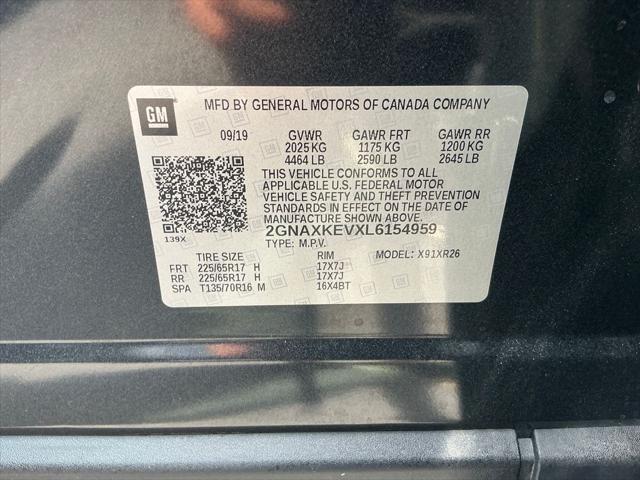 GM
MFD BY GENERAL MOTORS OF CANADA COMPANY
09/19 GVWR GAWR FRT GAWR RR
2025 KG 1175 KG 1200 KG
4464 LB 2590 LB 2645 LB
THIS VEHICLE CONFORMS TO ALL
APPLICABLE U.S. FEDERAL MOTOR
VEHICLE SAFETY AND THEFT PREVENTION
STANDARDS IN EFFECT ON THE DATE OF
MANUFACTURE SHOWN ABOVE
2GNAXKEVXL6154959
139X
TYPE: M.P.V. MODEL: X91XR26
TIRE SIZE RIM
FRT 225/65R17 H 17X7J
RR 225/65R17 H 17X7J
SPA T135/70R16 M 16X4BT